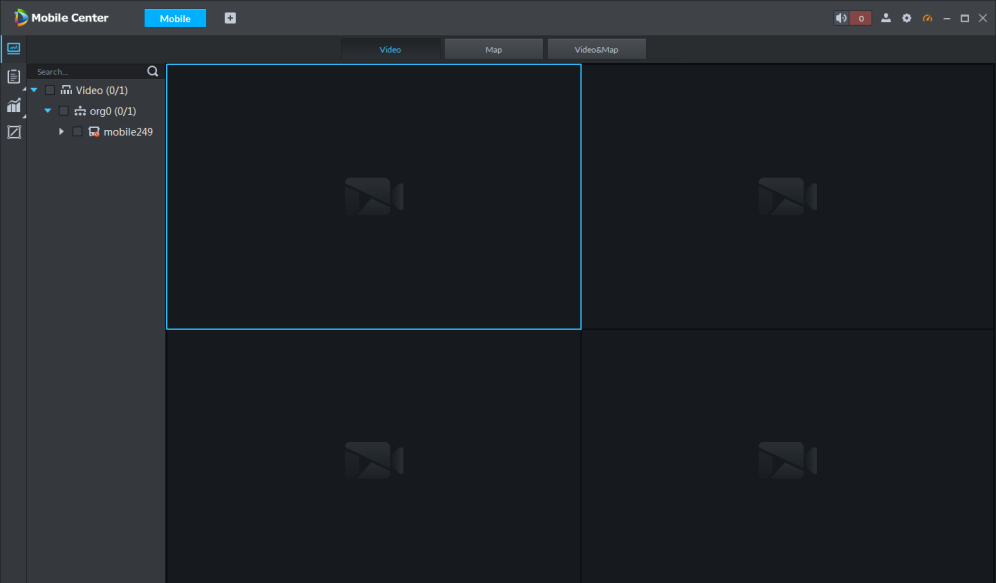 Mobile Center
Mobile
0
Video
Map
Video&Map
Search...
Video (0/1)
org0 (0/1)
mobile249